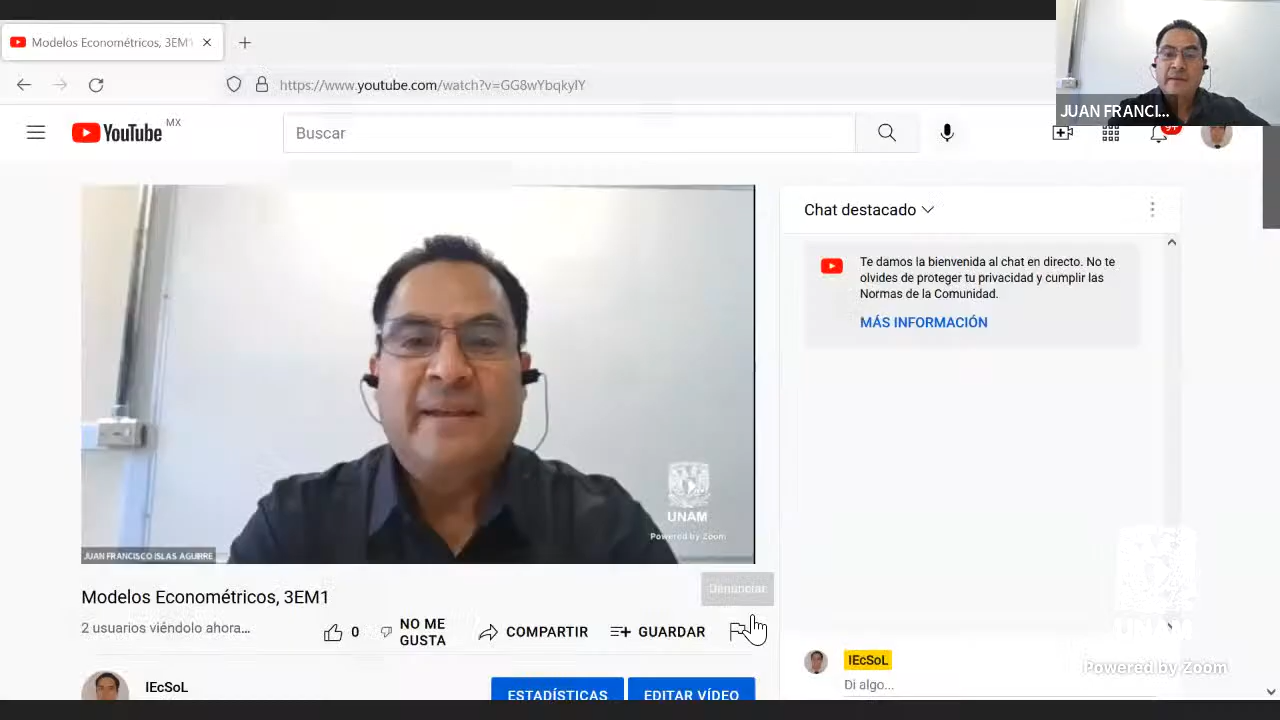 Modelos Econométricos, 3EM1
https://www.youtube.com/watch?v=GG8wYbqkyIY
JUAN FRANCI...
YouTube MX
Buscar
9+
Chat destacado
Te damos la bienvenida al chat en directo. No te
olvides de proteger tu privacidad y cumplir las
Normas de la Comunidad.
MÁS INFORMACIÓN
UNAM
Powered by Zoom
JUAN FRANCISCO ISLAS AGUIRRE
Denunciar
Modelos Econométricos, 3EM1
2 usuarios viéndolo ahora...
0
NO ME
GUSTA
COMPARTIR
GUARDAR
IEcSoL
Di algo...
UNAM
Powered by Zoom
IEcSoL
ESTADÍSTICAS
EDITAR VÍDEO